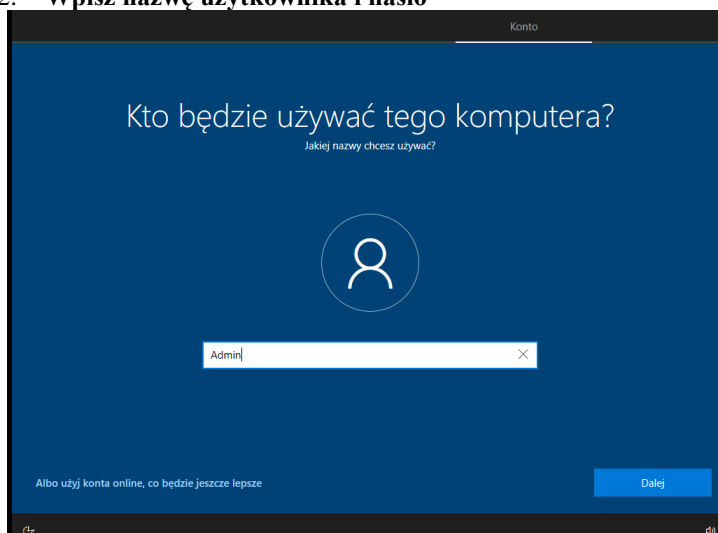 2. Wpisz nazwę użytkownika i hasło
Konto
Kto będzie używać tego komputera?
Jakiej nazwy chcesz używać?
Admin
Albo użyj konta online, co będzie jeszcze lepsze
Dalej